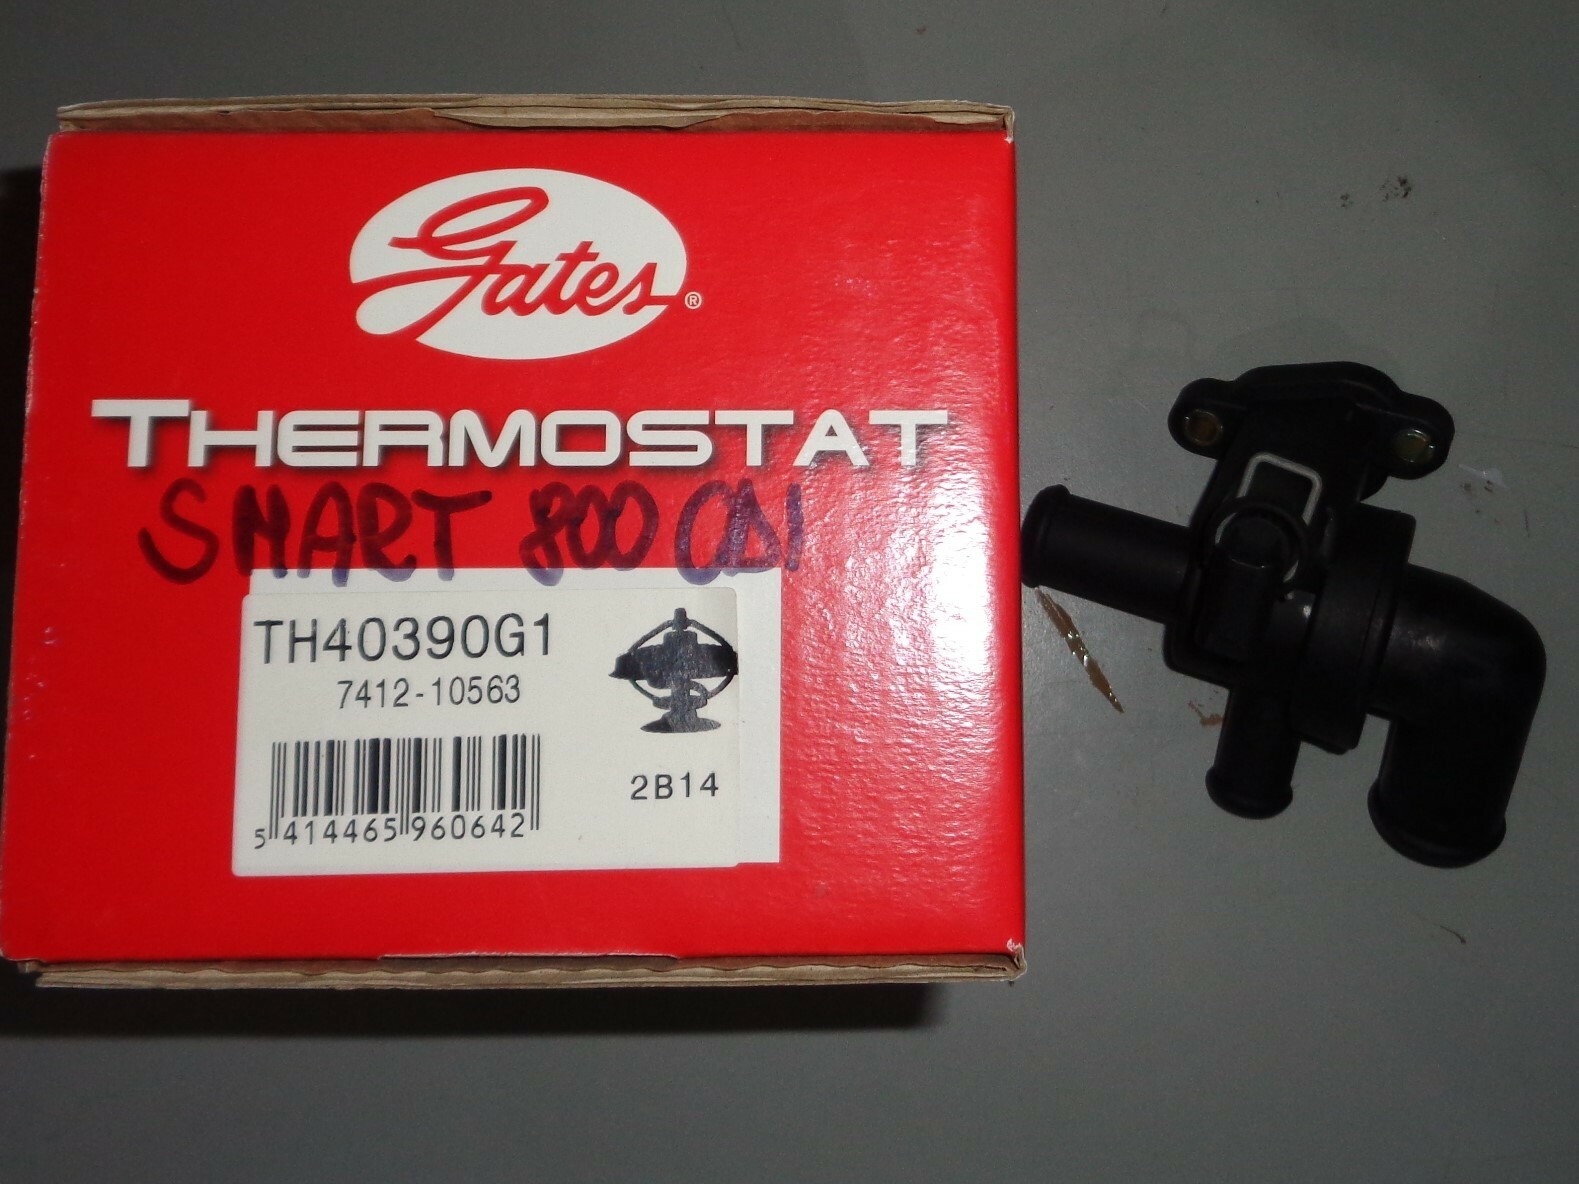 Gates®
THERMOSTAT
SMART 800 CDI
TH40390G1
7412-10563
2B14
5 414465 960642